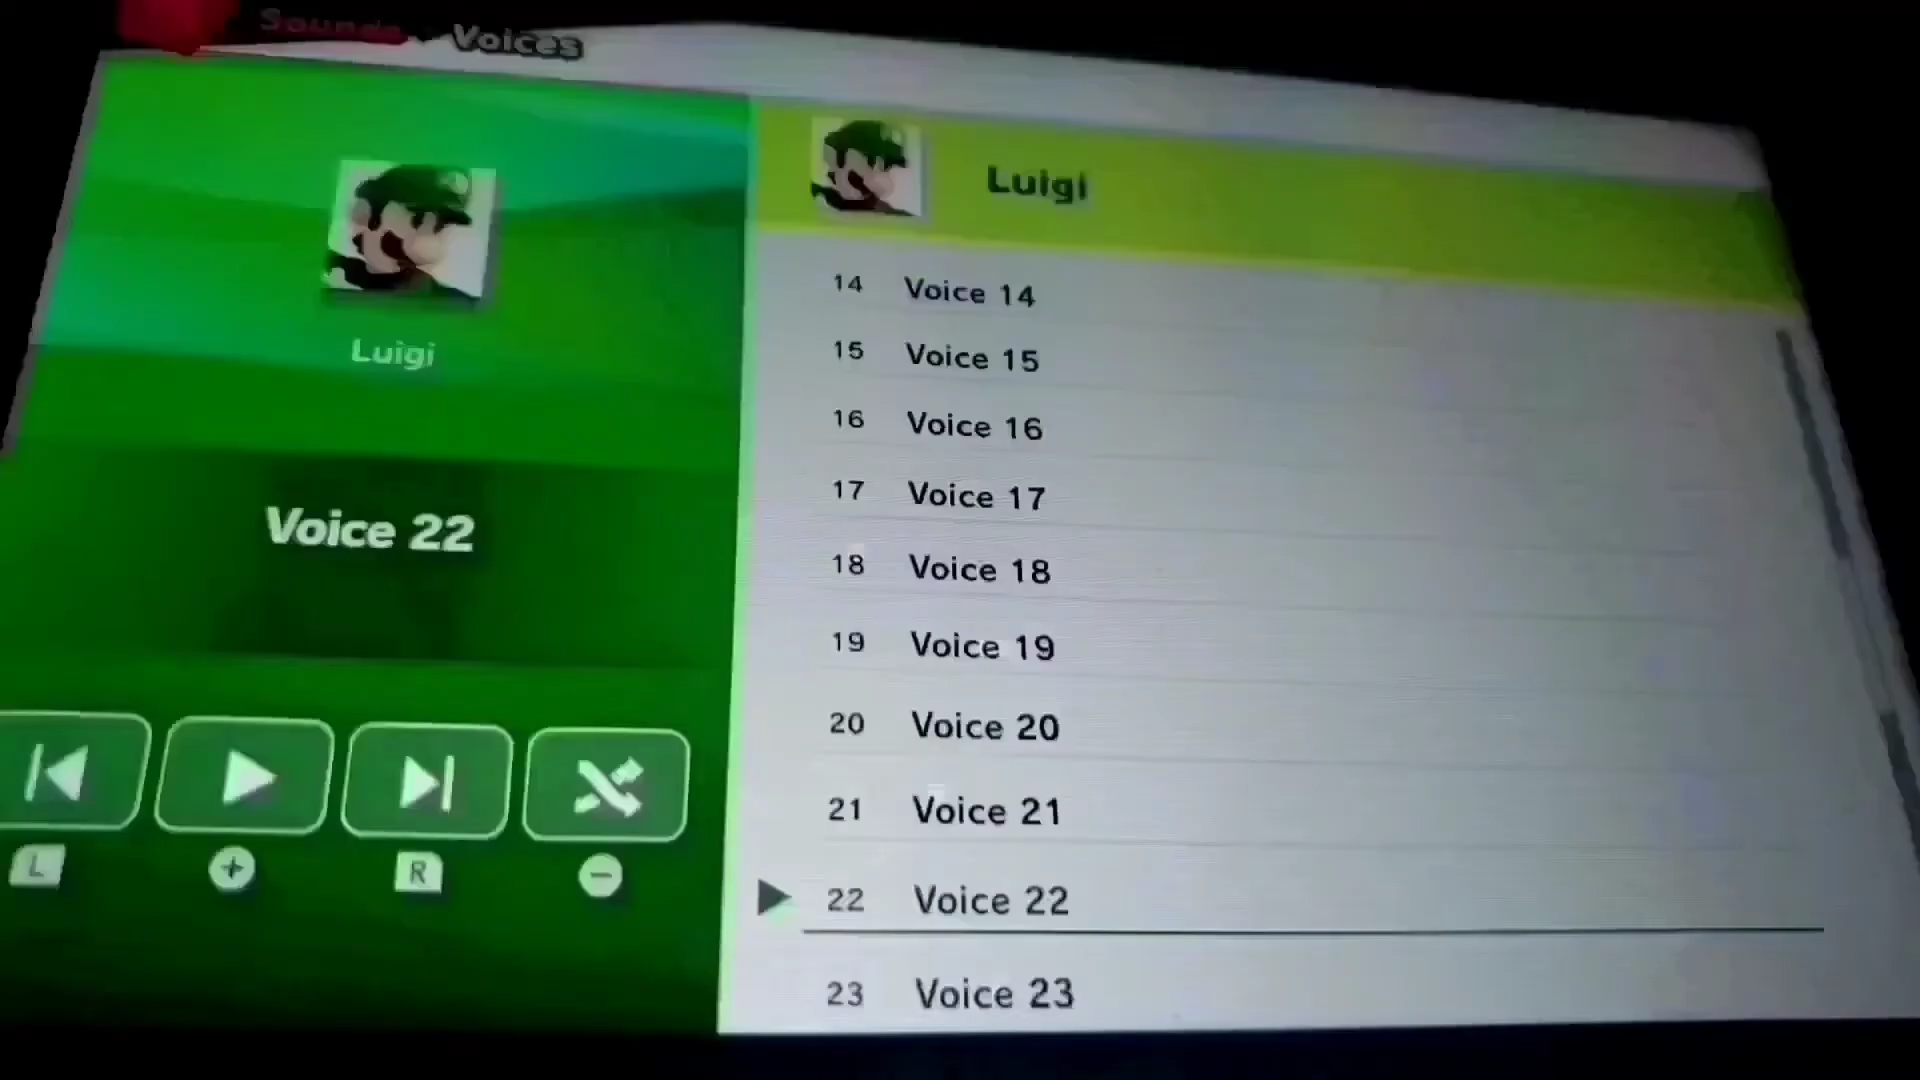 Sounds Voices
Luigi
Voice 22
L
R
Luigi
14 Voice 14
15 Voice 15
16 Voice 16
17 Voice 17
18 Voice 18
19 Voice 19
20 Voice 20
21 Voice 21
22 Voice 22
23 Voice 23